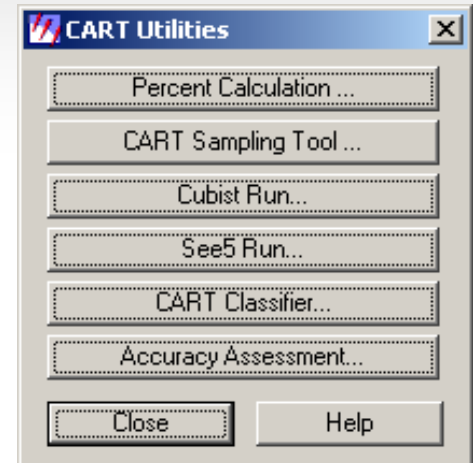 CART Utilities
Percent Calculation ...
CART Sampling Tool ...
Cubist Run...
See5 Run...
CART Classifier...
Accuracy Assessment...
Close Help